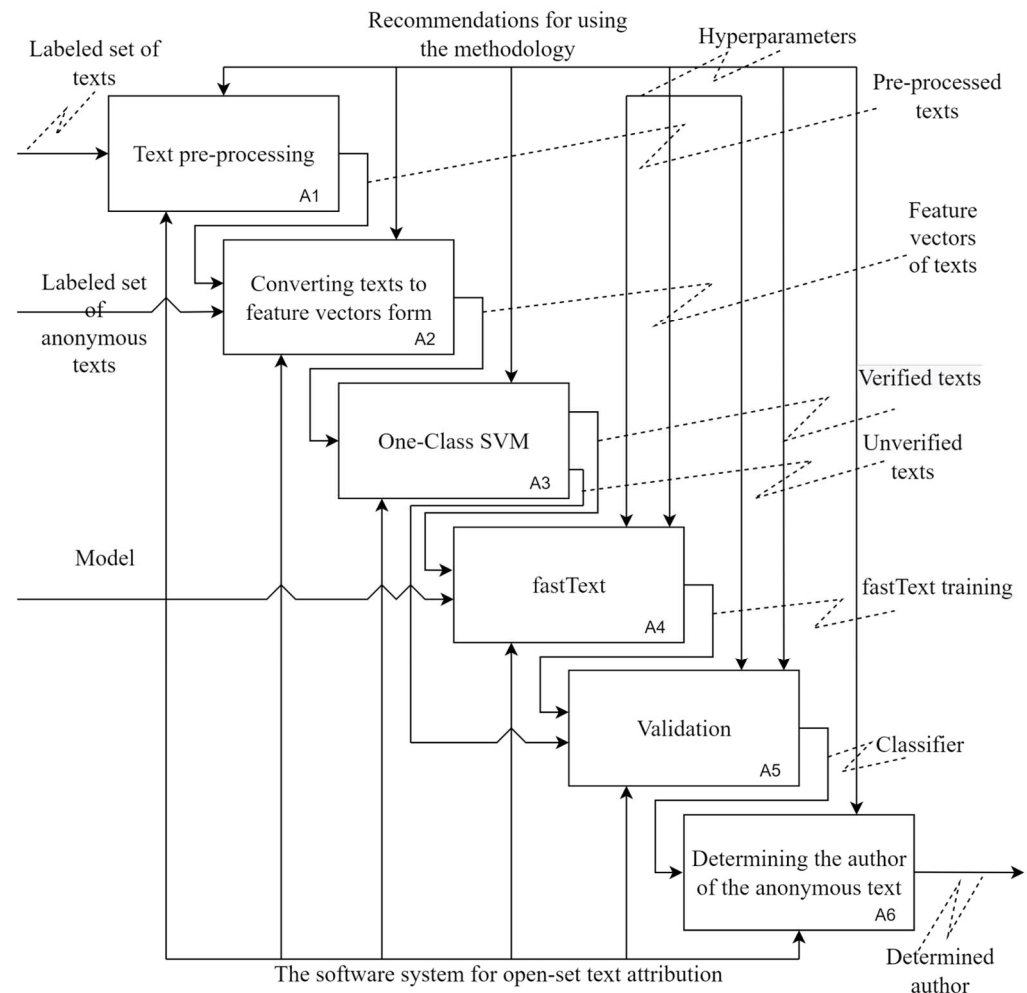 Recommendations for using
the methodology
Hyperparameters
Labeled set of
texts
Pre-processed
texts
Text pre-processing
A1
Feature
vectors
of texts
Labeled set
of
anonymous
texts
Converting texts to
feature vectors form
A2
Verified texts
One-Class SVM
A3
Unverified
texts
Model
fastText
A4
fastText training
Validation
A5
Classifier
Determining the author
of the anonymous text
A6
Determined
author
The software system for open-set text attribution